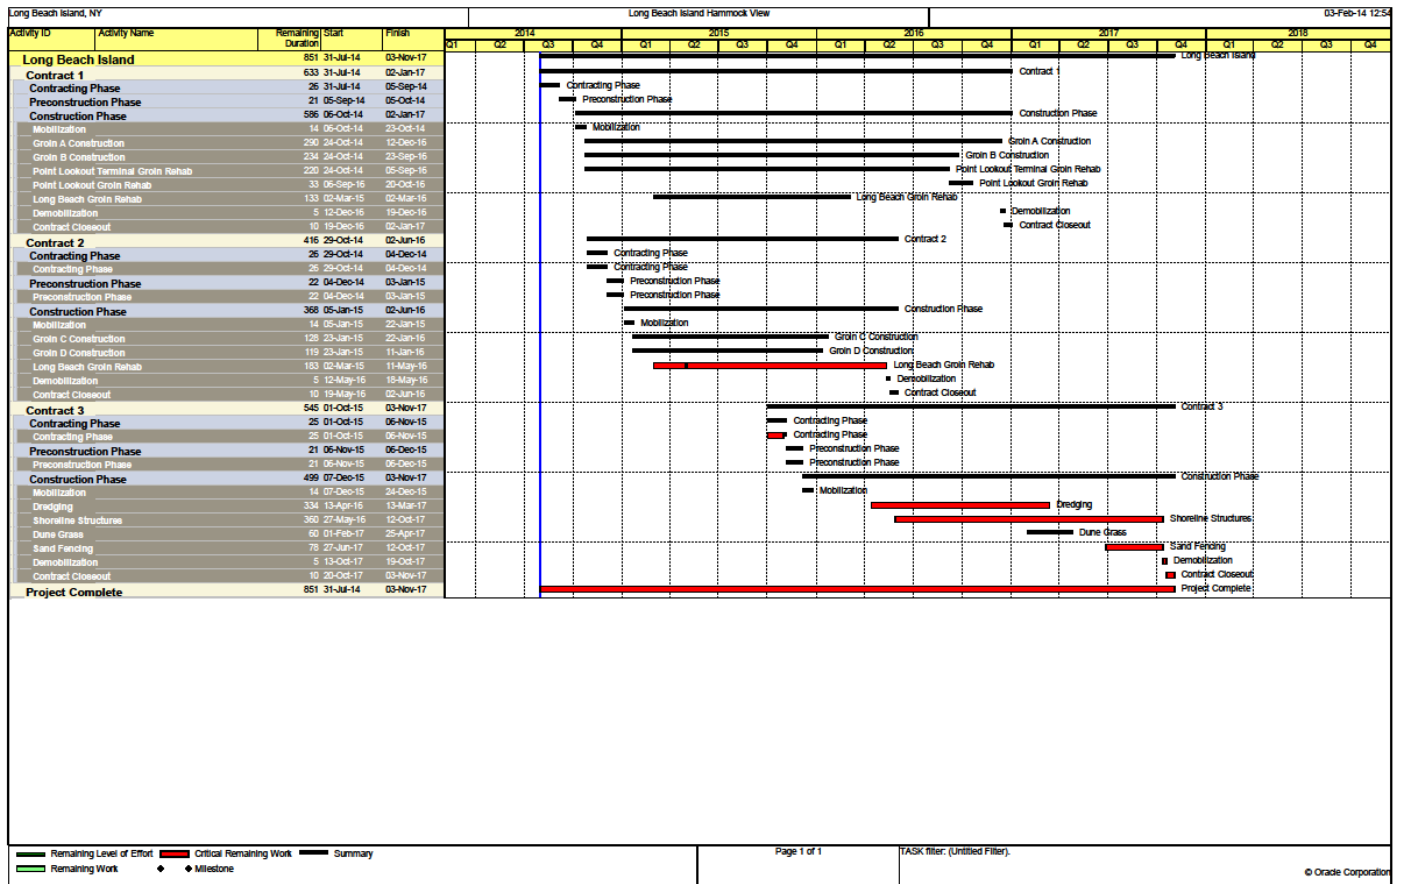 Long Beach Island, NY Long Beach Island Hammock View 03-Feb-14 12:54
Activity ID Activity Name Remaining Duration Start Finish 2014 2015 2016 2017 2018
Q1 Q2 Q3 Q4 Q1 Q2 Q3 Q4 Q1 Q2 Q3 Q4 Q1 Q2 Q3 Q4 Q1 Q2 Q3 Q4
Long Beach Island 851 31-Jul-14 03-Nov-17 Long Beach Island
Contract 1 633 31-Jul-14 02-Jan-17 Contract 1
Contracting Phase 26 31-Jul-14 05-Sep-14 Contracting Phase
Preconstruction Phase 21 05-Sep-14 05-Oct-14 Preconstruction Phase
Construction Phase 586 06-Oct-14 02-Jan-17 Construction Phase
Mobilization 14 06-Oct-14 23-Oct-14 Mobilization
Groin A Construction 290 24-Oct-14 12-Dec-16 Groin A Construction
Groin B Construction 234 24-Oct-14 23-Sep-16 Groin B Construction
Point Lookout Terminal Groin Rehab 220 24-Oct-14 05-Sep-16 Point Lookout Terminal Groin Rehab
Point Lookout Groin Rehab 33 06-Sep-16 20-Oct-16 Point Lookout Groin Rehab
Long Beach Groin Rehab 133 02-Mar-15 02-Mar-16 Long Beach Groin Rehab
Demobilization 5 12-Dec-16 19-Dec-16 Demobilization
Contract Closeout 10 19-Dec-16 02-Jan-17 Contract Closeout
Contract 2 416 29-Oct-14 02-Jun-16 Contract 2
Contracting Phase 26 29-Oct-14 04-Dec-14 Contracting Phase
Contracting Phase 26 29-Oct-14 04-Dec-14 Contracting Phase
Preconstruction Phase 22 04-Dec-14 03-Jan-15 Preconstruction Phase
Preconstruction Phase 22 04-Dec-14 03-Jan-15 Preconstruction Phase
Construction Phase 368 05-Jan-15 02-Jun-16 Construction Phase
Mobilization 14 05-Jan-15 22-Jan-15 Mobilization
Groin C Construction 128 23-Jan-15 22-Jan-16 Groin C Construction
Groin D Construction 119 23-Jan-15 11-Jan-16 Groin D Construction
Long Beach Groin Rehab 183 02-Mar-15 11-May-16 Long Beach Groin Rehab
Demobilization 5 12-May-16 18-May-16 Demobilization
Contract Closeout 10 19-May-16 02-Jun-16 Contract Closeout
Contract 3 545 01-Oct-15 03-Nov-17 Contract 3
Contracting Phase 25 01-Oct-15 06-Nov-15 Contracting Phase
Contracting Phase 25 01-Oct-15 06-Nov-15 Contracting Phase
Preconstruction Phase 21 06-Nov-15 06-Dec-15 Preconstruction Phase
Preconstruction Phase 21 06-Nov-15 06-Dec-15 Preconstruction Phase
Construction Phase 499 07-Dec-15 03-Nov-17 Construction Phase
Mobilization 14 07-Dec-15 24-Dec-15 Mobilization
Dredging 334 13-Apr-16 13-Mar-17 Dredging
Shoreline Structures 360 27-May-16 12-Oct-17 Shoreline Structures
Dune Grass 60 01-Feb-17 25-Apr-17 Dune Grass
Sand Fencing 78 27-Jun-17 12-Oct-17 Sand Fencing
Demobilization 5 13-Oct-17 19-Oct-17 Demobilization
Contract Closeout 10 20-Oct-17 03-Nov-17 Contract Closeout
Project Complete 851 31-Jul-14 03-Nov-17 Project Complete
Remaining Level of Effort Critical Remaining Work Summary Page 1 of 1 TASK filter: (Untitled Filter).
Remaining Work Milestone
© Oracle Corporation